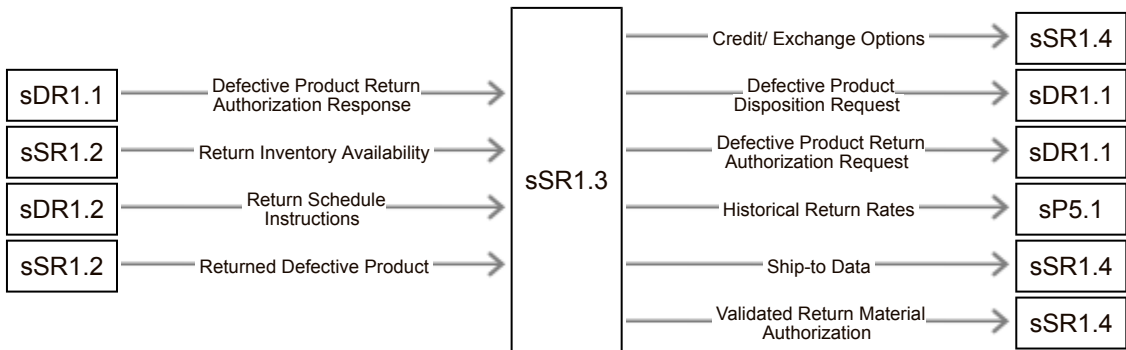 sDR1.1
Defective Product Return
Authorization Response
sSR1.2
Return Inventory Availability
sDR1.2
Return Schedule
Instructions
sSR1.2
Returned Defective Product
sSR1.3
Credit/ Exchange Options
sSR1.4
Defective Product
Disposition Request
sDR1.1
Defective Product Return
Authorization Request
sDR1.1
Historical Return Rates
sP5.1
Ship-to Data
sSR1.4
Validated Return Material
Authorization
sSR1.4